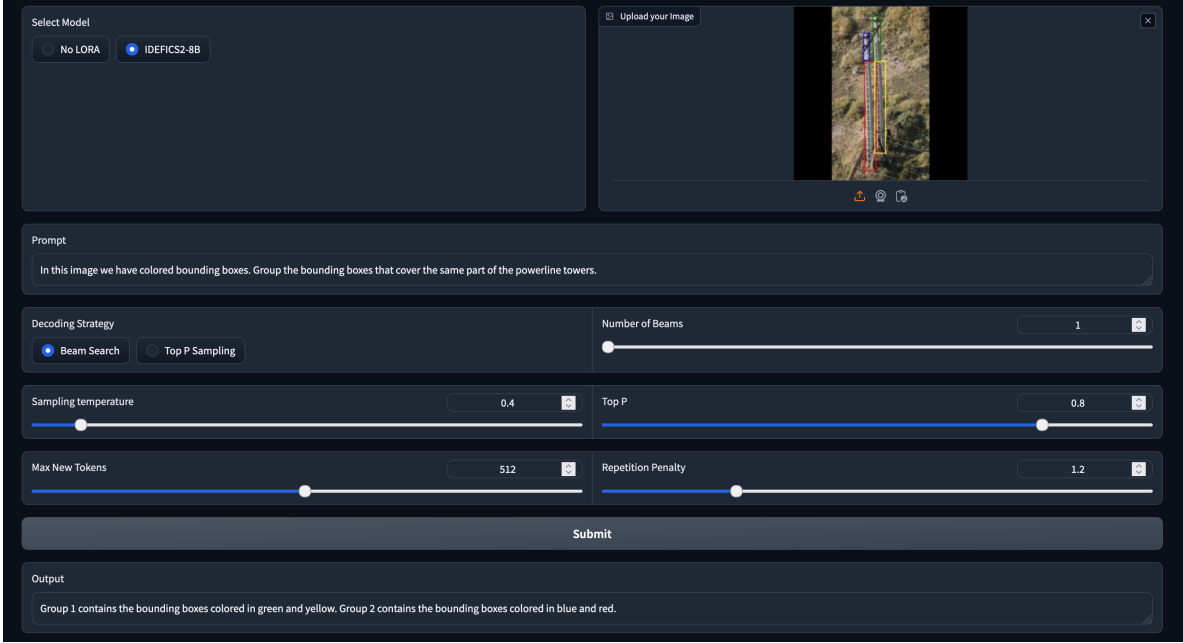 Select Model
No LORA
IDEFICS2-8B
Upload your Image
Prompt
In this image we have colored bounding boxes. Group the bounding boxes that cover the same part of the powerline towers.
Decoding Strategy
Beam Search
Top P Sampling
Number of Beams
1
Sampling temperature
0.4
Top P
0.8
Max New Tokens
512
Repetition Penalty
1.2
Submit
Output
Group 1 contains the bounding boxes colored in green and yellow. Group 2 contains the bounding boxes colored in blue and red.